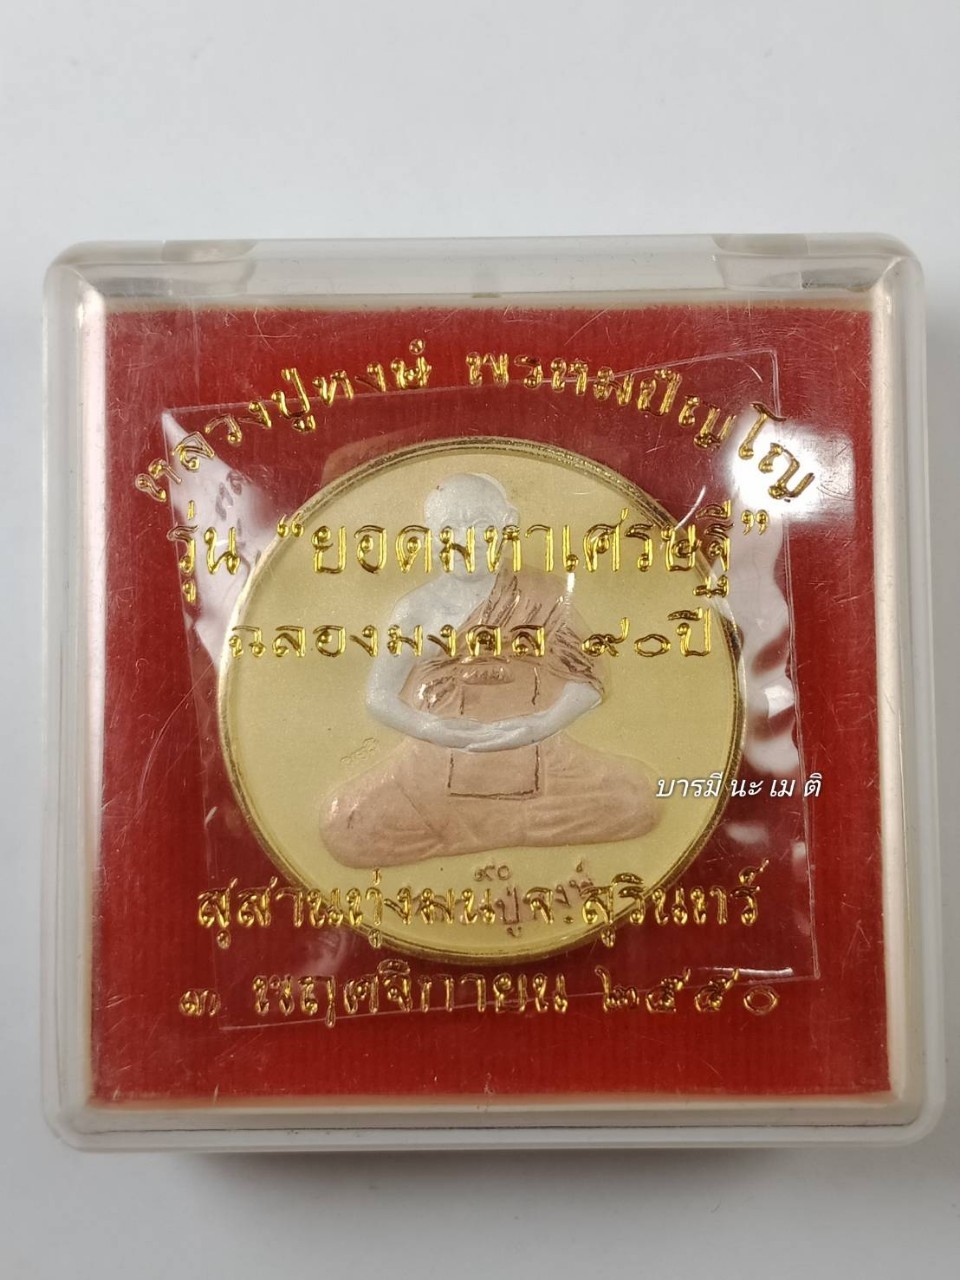 หลวงปู่หงษ์ พรหมปัญโญ
รุ่น “ยอดมหาเศรษฐี”
ฉลองมงคล ๙๐ปี
บารมี นะ เม ติ
๙๐
ปู่หงษ์
สุสานทุ่งมน จ.สุรินทร์
๓ พฤศจิกายน ๒๕๕๐